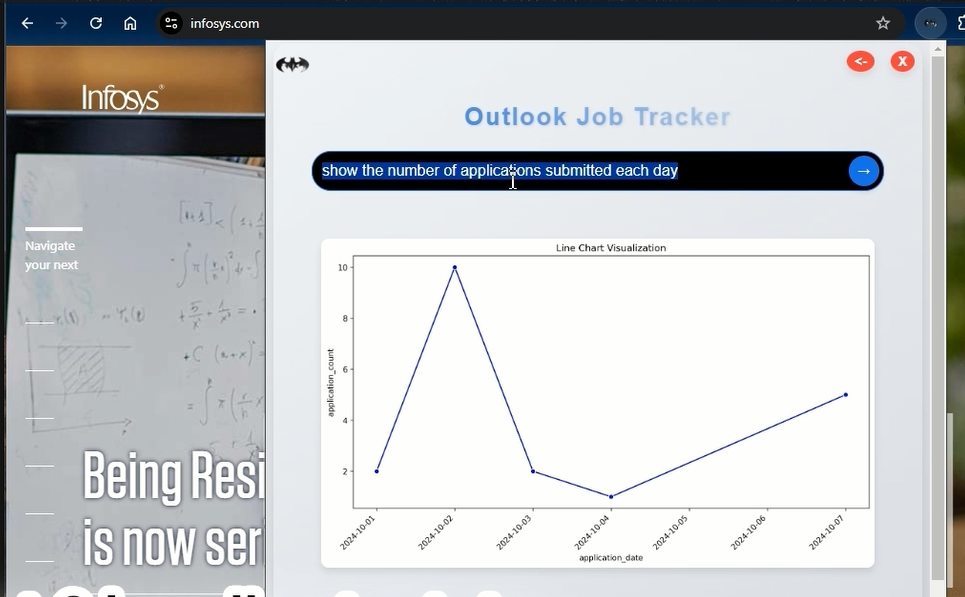 infosys.com
Infosys®
<-
X
Outlook Job Tracker
show the number of applications submitted each day
→
Navigate
your next
Line Chart Visualization
10
8
6
4
2
application_count
2024-10-01
2024-10-02
2024-10-03
2024-10-04
2024-10-05
2024-10-06
2024-10-07
application_date
Being Resi
is now ser